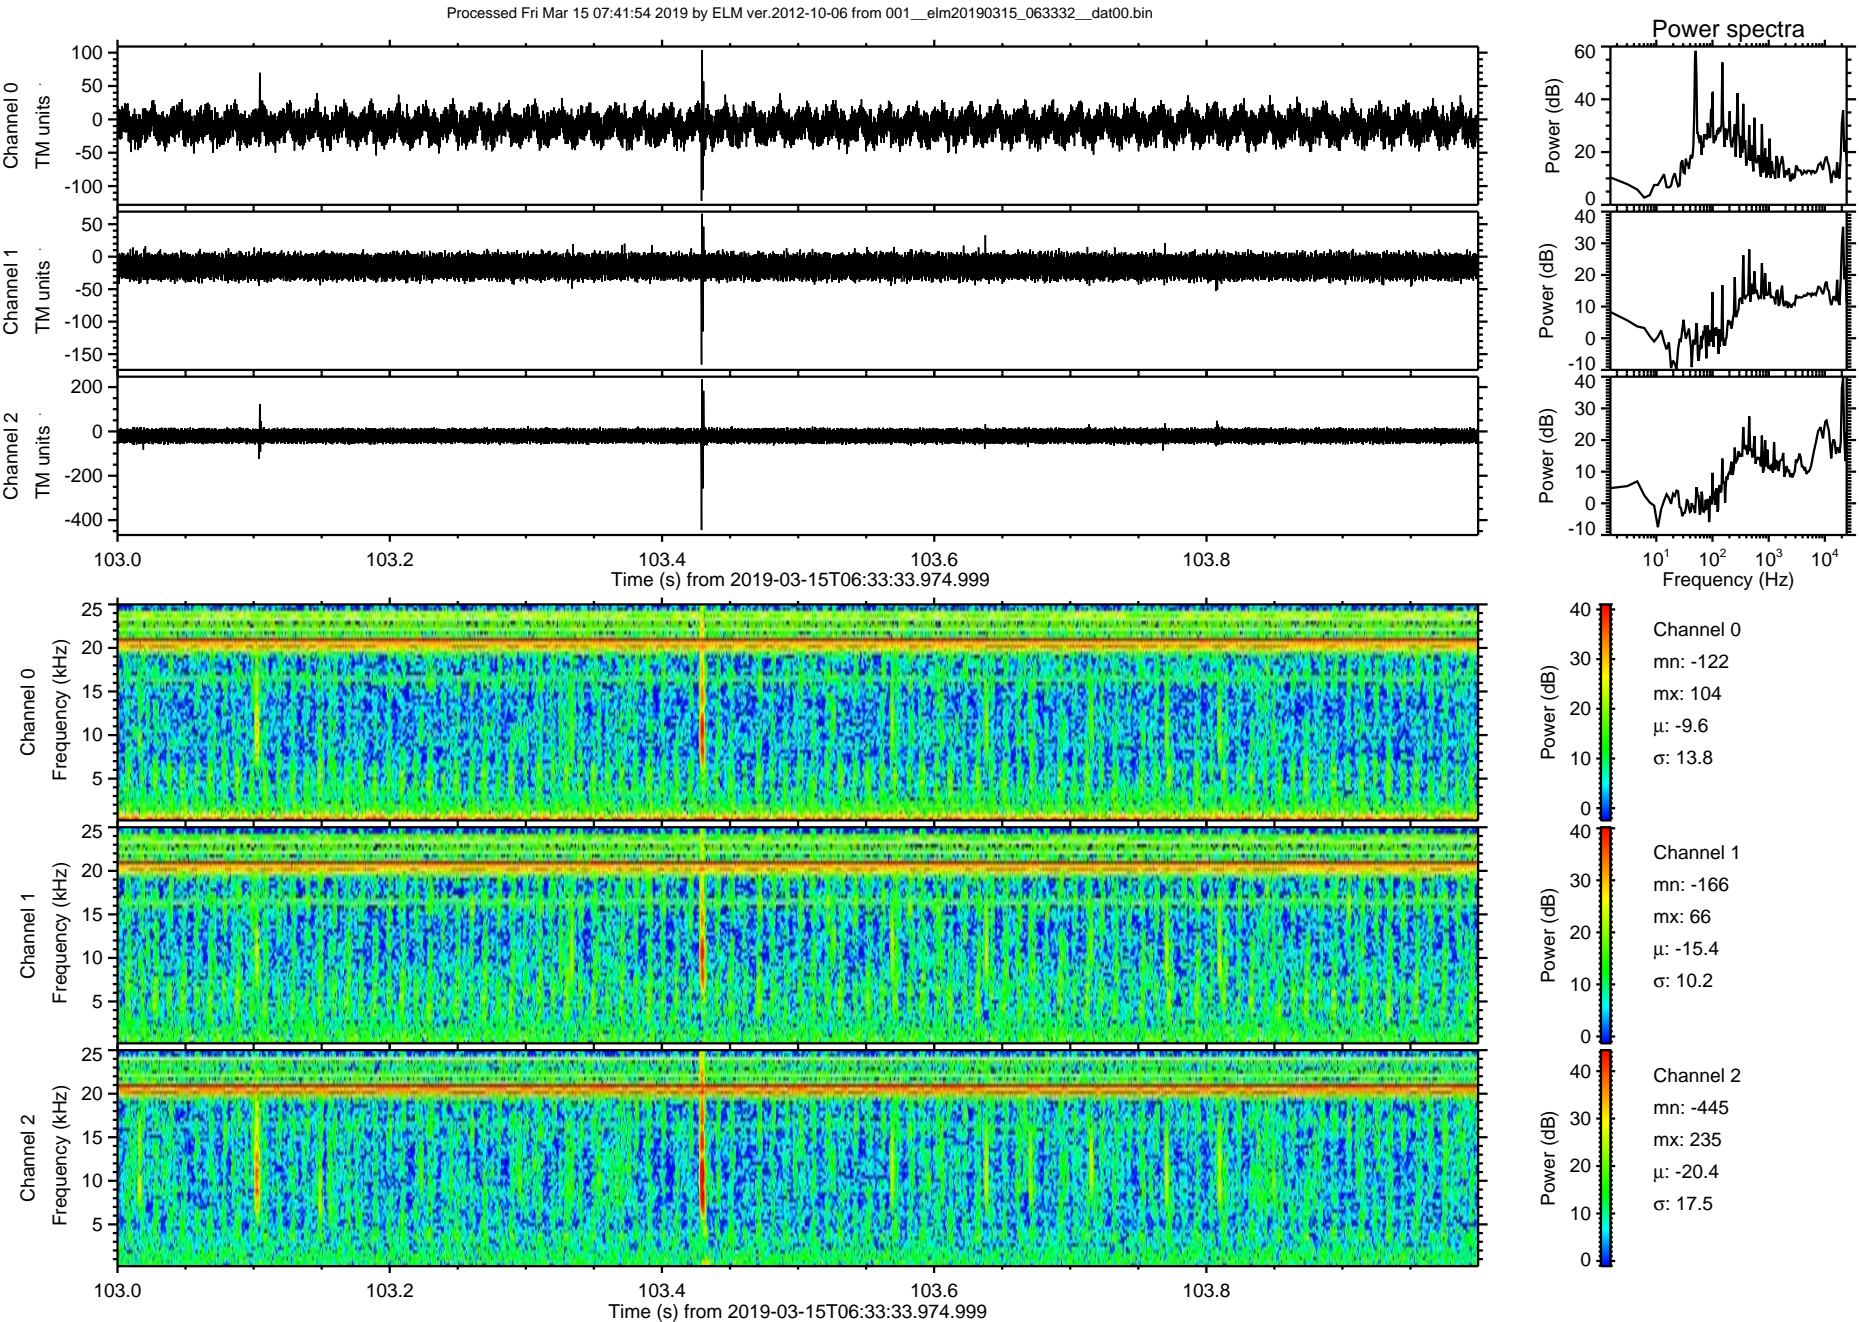 Processed Fri Mar 15 07:41:54 2019 by ELM ver.2012-10-06 from 001__elm20190315_063332__dat00.bin
Power spectra
Channel 0
TM units
100
50
0
-50
-100
Power (dB)
60
40
20
0
Channel 1
TM units
50
0
-50
-100
-150
Power (dB)
40
30
20
10
0
-10
Channel 2
TM units
200
0
-200
-400
Power (dB)
40
30
20
10
0
-10
103.0 103.2 103.4 103.6 103.8
Time (s) from 2019-03-15T06:33:33.974.999
10^1 10^2 10^3 10^4
Frequency (Hz)
Channel 0
Frequency (kHz)
25
20
15
10
5
Power (dB)
40
30
20
10
0
Channel 0
mn: -122
mx: 104
μ: -9.6
σ: 13.8
Channel 1
Frequency (kHz)
25
20
15
10
5
Power (dB)
40
30
20
10
0
Channel 1
mn: -166
mx: 66
μ: -15.4
σ: 10.2
Channel 2
Frequency (kHz)
25
20
15
10
5
Power (dB)
40
30
20
10
0
Channel 2
mn: -445
mx: 235
μ: -20.4
σ: 17.5
103.0 103.2 103.4 103.6 103.8
Time (s) from 2019-03-15T06:33:33.974.999